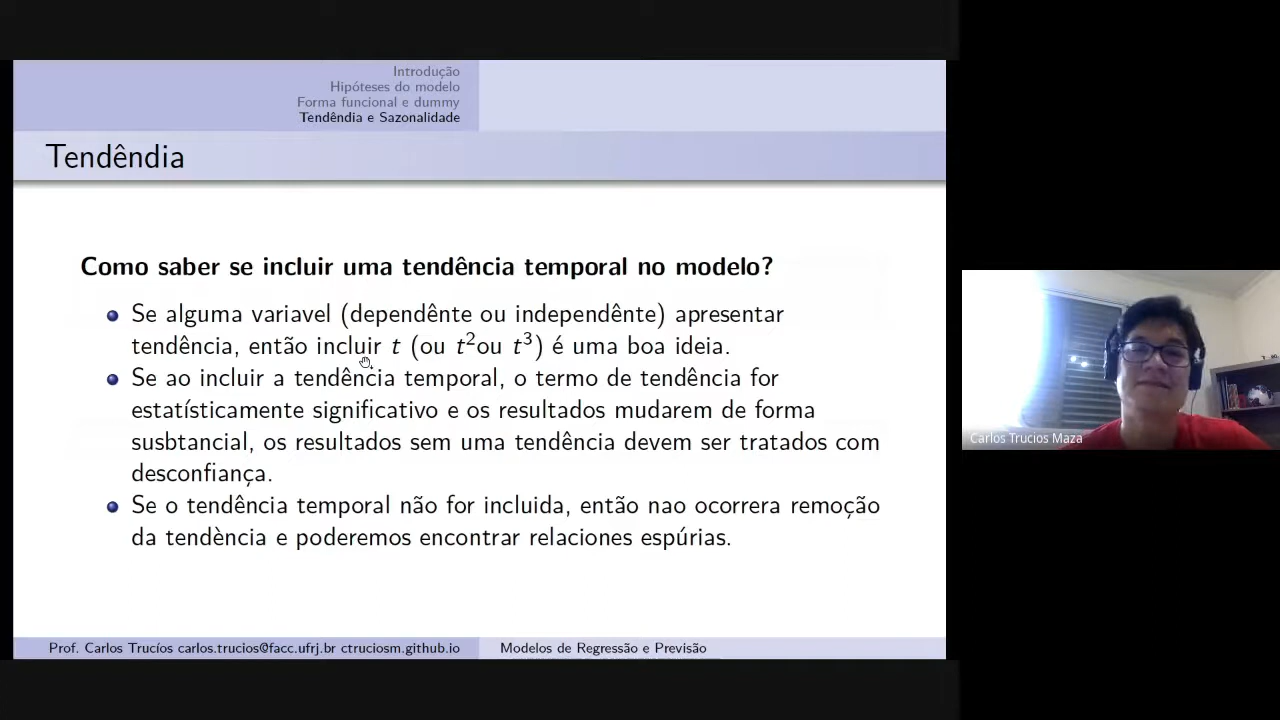 Introdução
Hipóteses do modelo
Forma funcional e dummy
Tendêndia e Sazonalidade
Tendêndia
Como saber se incluir uma tendência temporal no modelo?
Se alguma variavel (dependênte ou independênte) apresentar
tendência, então incluir t (ou t²ou t³) é uma boa ideia.
Se ao incluir a tendência temporal, o termo de tendência for
estatísticamente significativo e os resultados mudarem de forma
susbtancial, os resultados sem uma tendência devem ser tratados com
desconfiança.
Se o tendência temporal não for incluida, então nao ocorrera remoção
da tendència e poderemos encontrar relaciones espúrias.
Prof. Carlos Trucíos carlos.trucios@facc.ufrj.br ctruciosm.github.io
Modelos de Regressão e Previsão
Carlos Trucios Maza